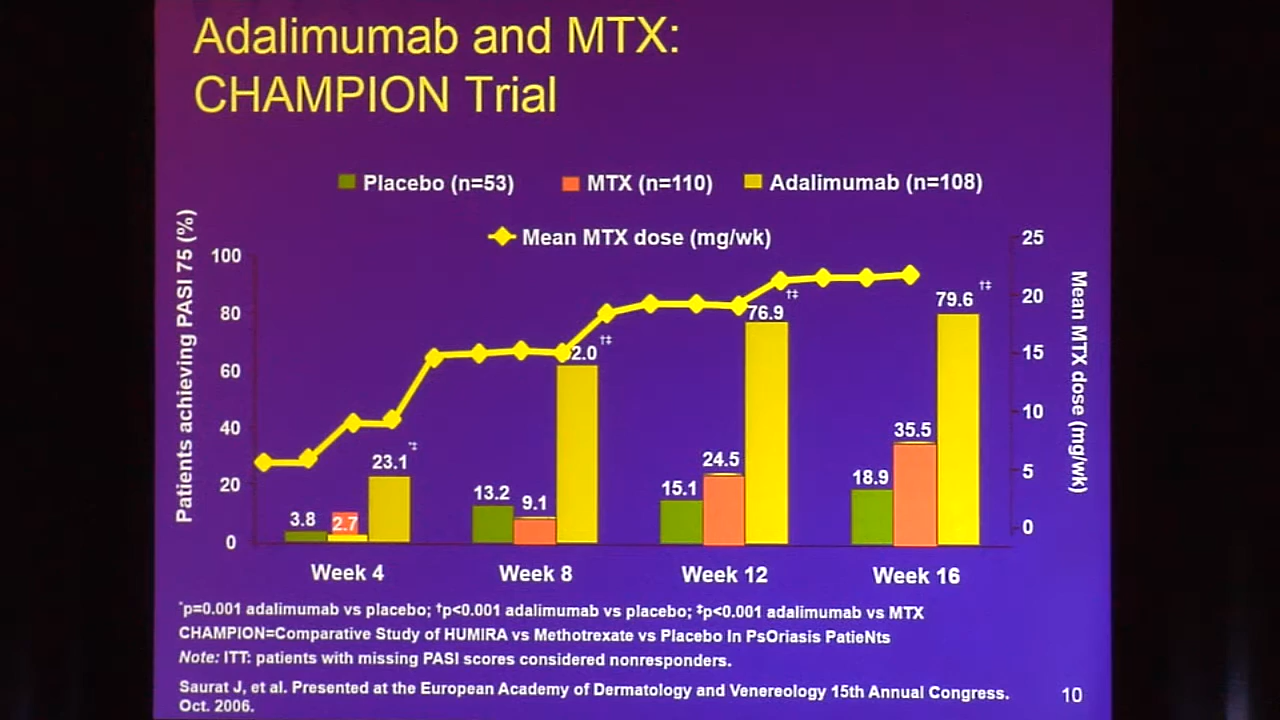 Adalimumab and MTX:
CHAMPION Trial
Placebo (n=53)
MTX (n=110)
Adalimumab (n=108)
Mean MTX dose (mg/wk)
Patients achieving PASI 75 (%)
100
80
60
40
20
0
25
20
15
10
5
0
Mean MTX dose (mg/wk)
3.8
2.7
23.1
*‡
13.2
9.1
2.0
†‡
15.1
24.5
76.9
†‡
18.9
35.5
79.6
†‡
Week 4
Week 8
Week 12
Week 16
*p=0.001 adalimumab vs placebo; †p<0.001 adalimumab vs placebo; ‡p<0.001 adalimumab vs MTX
CHAMPION=Comparative Study of HUMIRA vs Methotrexate vs Placebo In PsOriasis PatieNts
Note: ITT: patients with missing PASI scores considered nonresponders.
Saurat J, et al. Presented at the European Academy of Dermatology and Venereology 15th Annual Congress.
Oct. 2006.
10